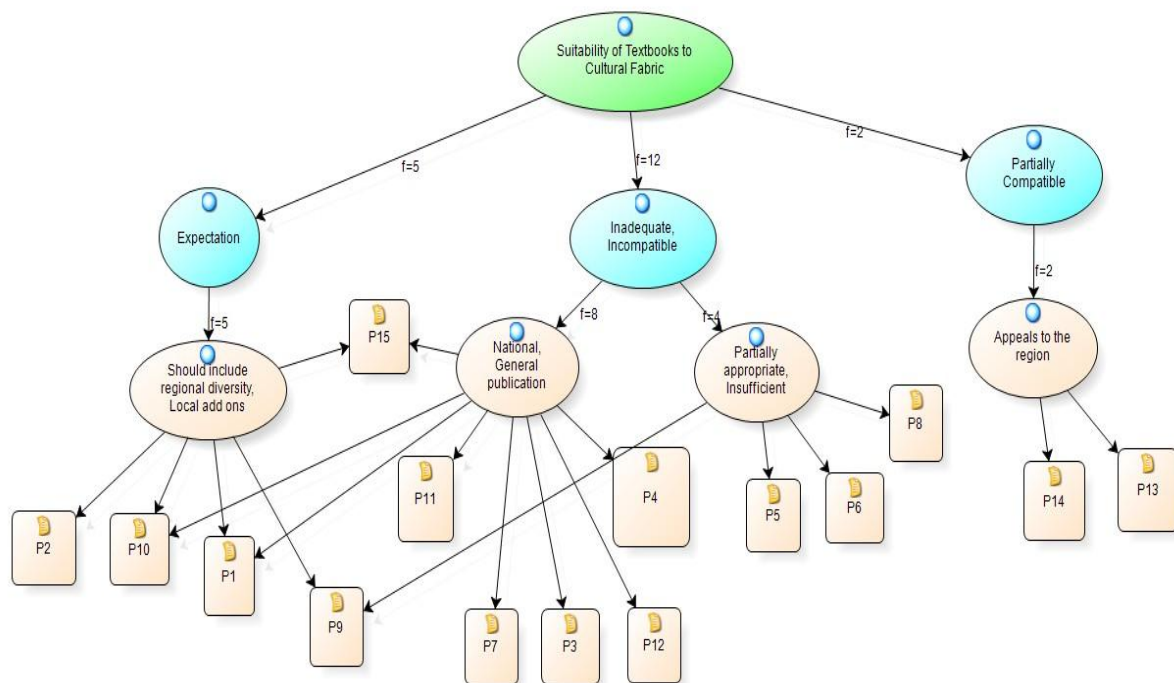 Suitability of Textbooks to
Cultural Fabric
f=5
f=12
f=2
Partially
Compatible
Expectation
Inadequate,
Incompatible
f=5
f=8
f=4
f=2
P15
Should include
regional diversity,
Local add ons
National,
General
publication
Partially
appropriate,
Insufficient
Appeals to the
region
P8
P2
P10
P1
P9
P11
P7
P3
P12
P4
P5
P6
P14
P13